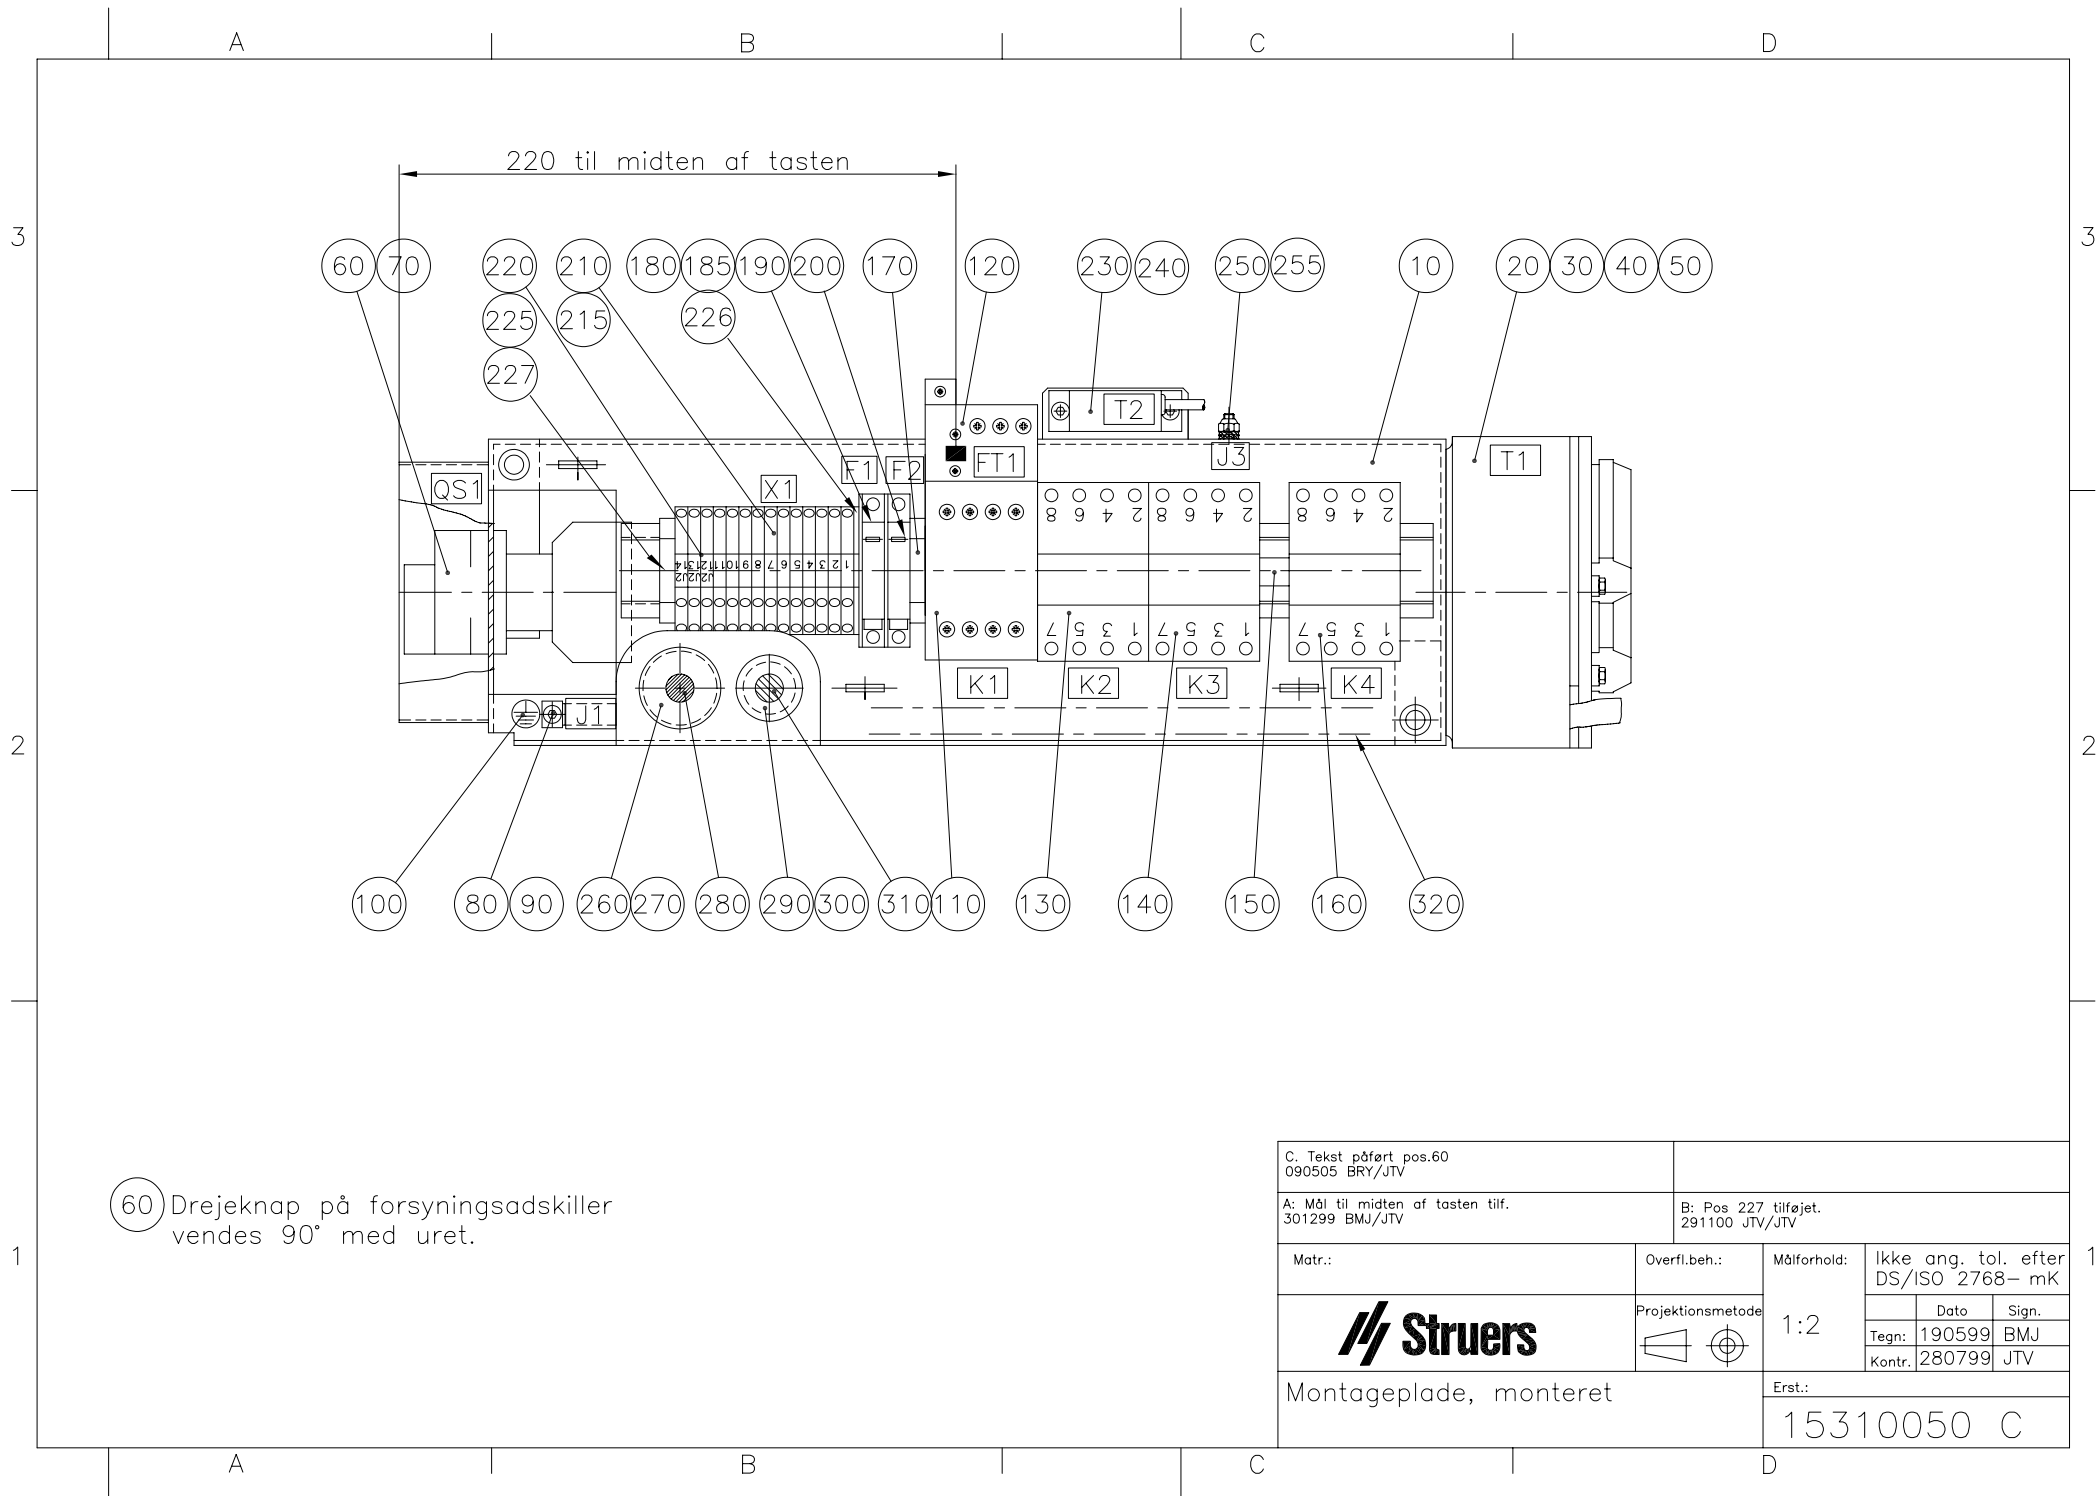 A B C D
220 til midten af tasten
3 3
60 70 220 210 180 185 190 200 170 120 230 240 250 255 10 20 30 40 50
225 215 226
227
T2
F1 F2 FT1 J3 T1
QS1 X1
8 6 4 2 8 6 4 2 8 6 4 2
J2 14 J2 13 J2 12 11 10 9 8 7 6 5 4 3 2 1
7 5 3 1 7 5 3 1 7 5 3 1
K1 K2 K3 K4
J1
2 2
100 80 90 260 270 280 290 300 310 110 130 140 150 160 320
60 Drejeknap på forsyningsadskiller
vendes 90° med uret.
1 1
C. Tekst påført pos.60
090505 BRY/JTV
A: Mål til midten af tasten tilf.
301299 BMJ/JTV
B: Pos 227 tilføjet.
291100 JTV/JTV
Matr.:
Overfl.beh.:
Målforhold:
Ikke ang. tol. efter
DS/ISO 2768- mK
Struers
Projektionsmetode
1:2
Dato Sign.
Tegn: 190599 BMJ
Kontr. 280799 JTV
Montageplade, monteret
Erst.:
15310050 C
A B C D